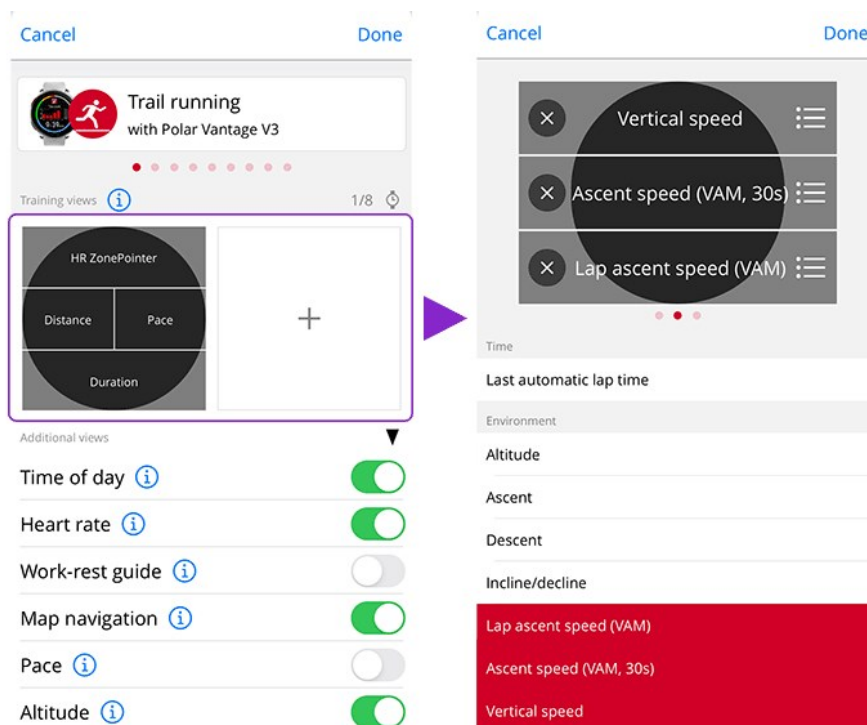 Cancel
Done
Trail running
with Polar Vantage V3
Training views
1/8
HR ZonePointer
Distance
Pace
Duration
Additional views
Time of day
Heart rate
Work-rest guide
Map navigation
Pace
Altitude
Cancel
Done
Vertical speed
Ascent speed (VAM, 30s)
Lap ascent speed (VAM)
Time
Last automatic lap time
Environment
Altitude
Ascent
Descent
Incline/decline
Lap ascent speed (VAM)
Ascent speed (VAM, 30s)
Vertical speed